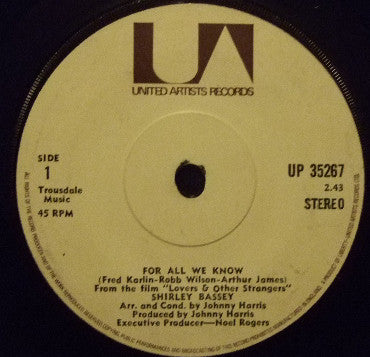 UA
UNITED ARTISTS RECORDS
SIDE
1
Trousdale
Music
45 RPM
UP 35267
2.43
STEREO
FOR ALL WE KNOW
(Fred Karlin-Robb Wilson-Arthur James)
From the film "Lovers & Other Strangers"
SHIRLEY BASSEY
Arr. and Cond. by Johnny Harris
Produced by Johnny Harris
Executive Producer—Noel Rogers